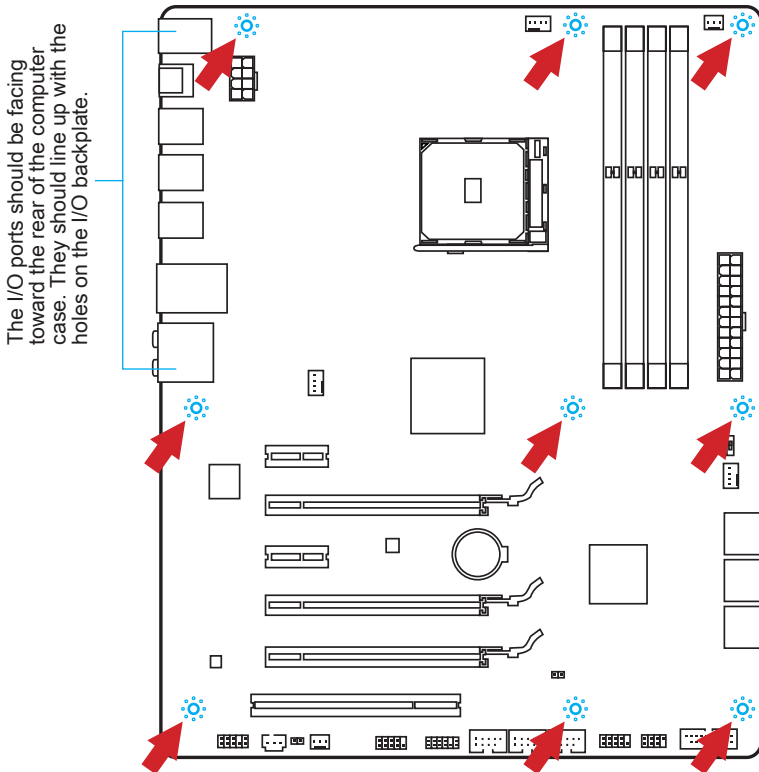 The I/O ports should be facing
toward the rear of the computer
case. They should line up with the
holes on the I/O backplate.